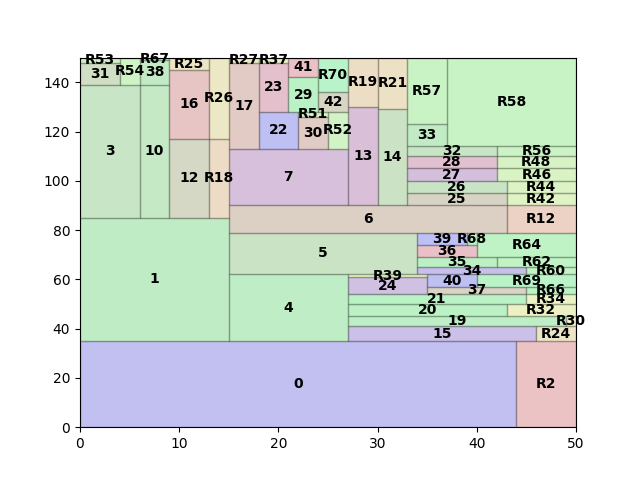 R53 R67 R25 R27 R37 41
31 R54 38 R70 R19 R21 R57 R58
140 16 R26 17 23 29 42
120 22 R51 30 R52 33
3 10 13 14 32 R56
12 R18 7 28 R48
100 27 R46
26 R44
25 R42
80 6 R12
39 R68 R64
5 36
35 R62
60 1 R39 34 R60
24 40 R69
37 R66
4 21 R34
40 20 R32
19 R30
15 R24
20 0 R2
0
0 10 20 30 40 50